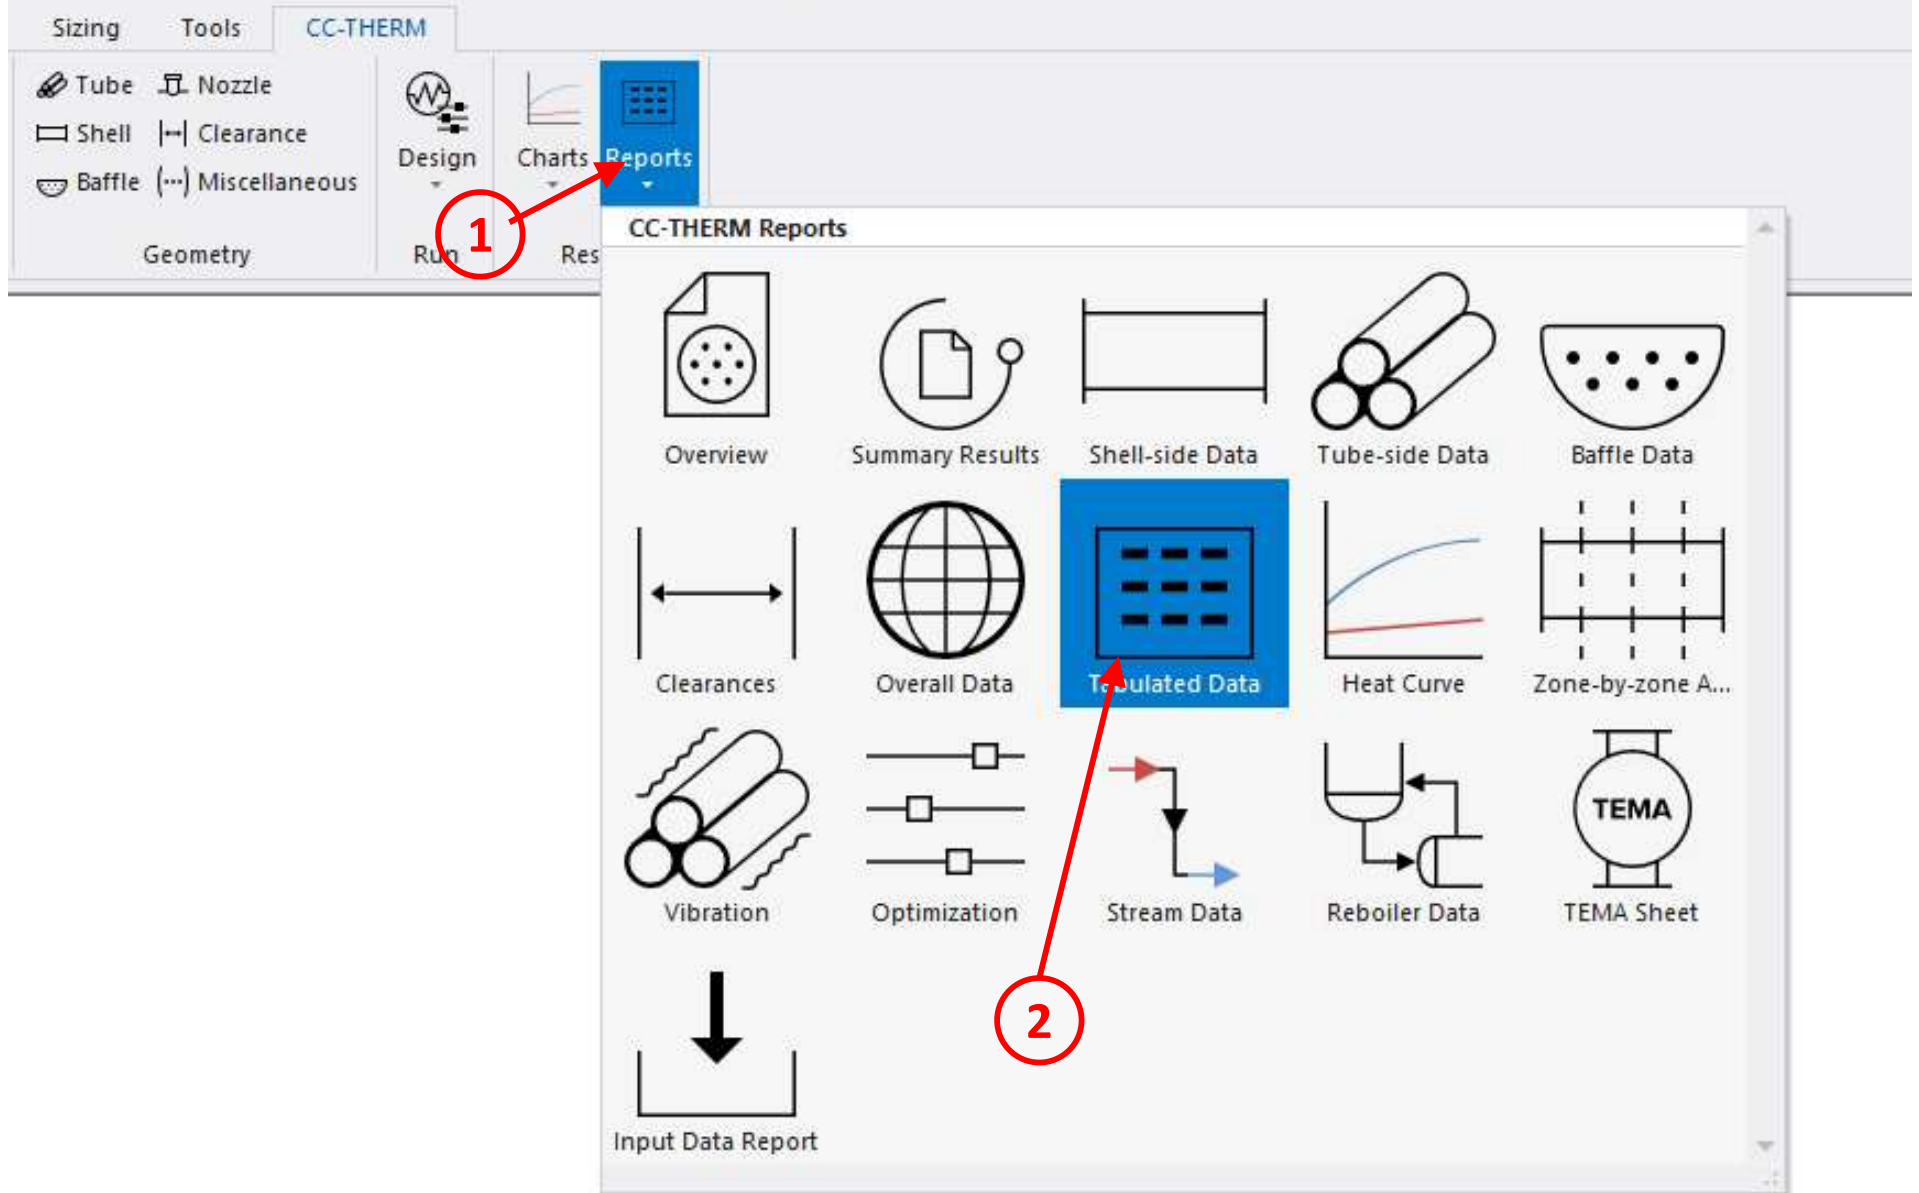 Sizing Tools CC-THERM
Tube Nozzle
Shell Clearance
Baffle Miscellaneous
Geometry
Design
Run
Charts Reports
Res
1
CC-THERM Reports
Overview Summary Results Shell-side Data Tube-side Data Baffle Data
Clearances Overall Data Tabulated Data Heat Curve Zone-by-zone A...
Vibration Optimization Stream Data Reboiler Data TEMA TEMA Sheet
2
Input Data Report